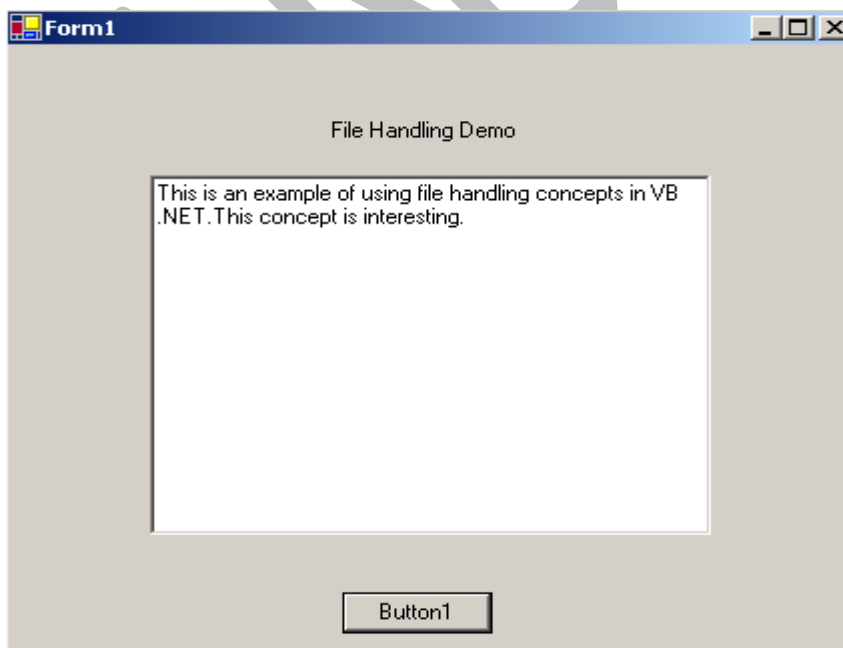 Form1
File Handling Demo
This is an example of using file handling concepts in VB
.NET.This concept is interesting.
Button1